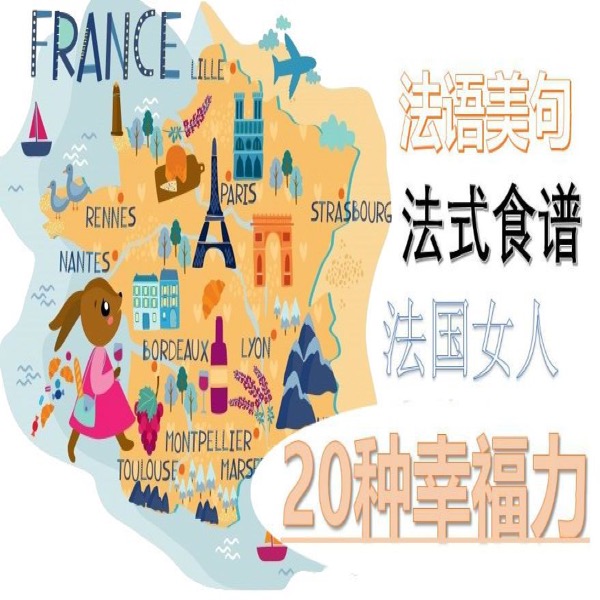 FRANCE
LILLE
法语美句
PARIS
RENNES
STRASBOURG
法式食谱
NANTES
法国女人
BORDEAUX
LYON
MONTPELLIER
TOULOUSE
MARSE
20种幸福力